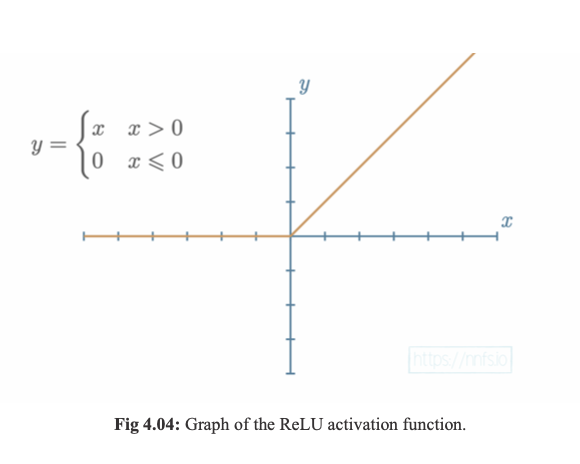 y
y = { x x > 0
0 x ⩽ 0
x
https://nnfs.io
Fig 4.04: Graph of the ReLU activation function.